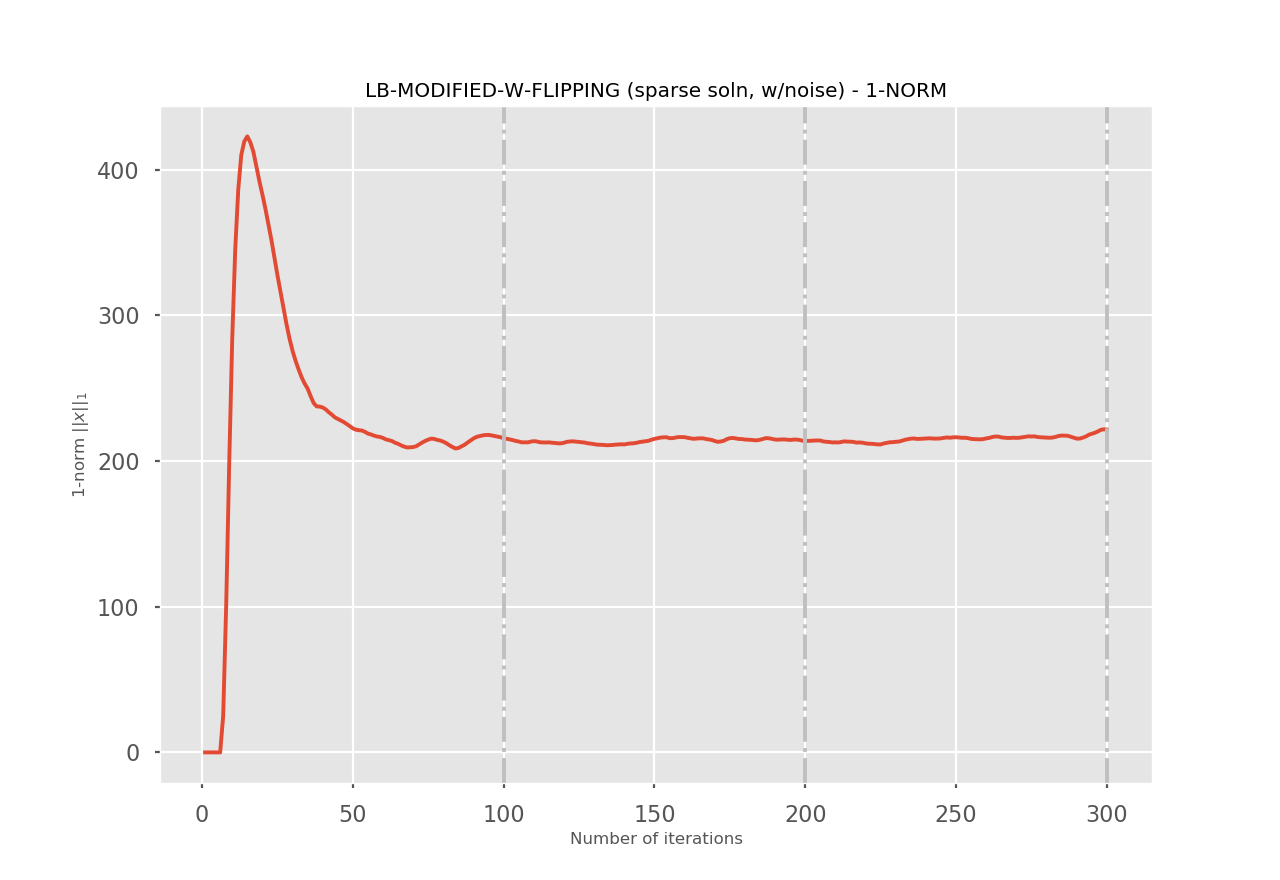 LB-MODIFIED-W-FLIPPING (sparse soln, w/noise) - 1-NORM
400
300
200
100
0
1-norm ||x||₁
0 50 100 150 200 250 300
Number of iterations